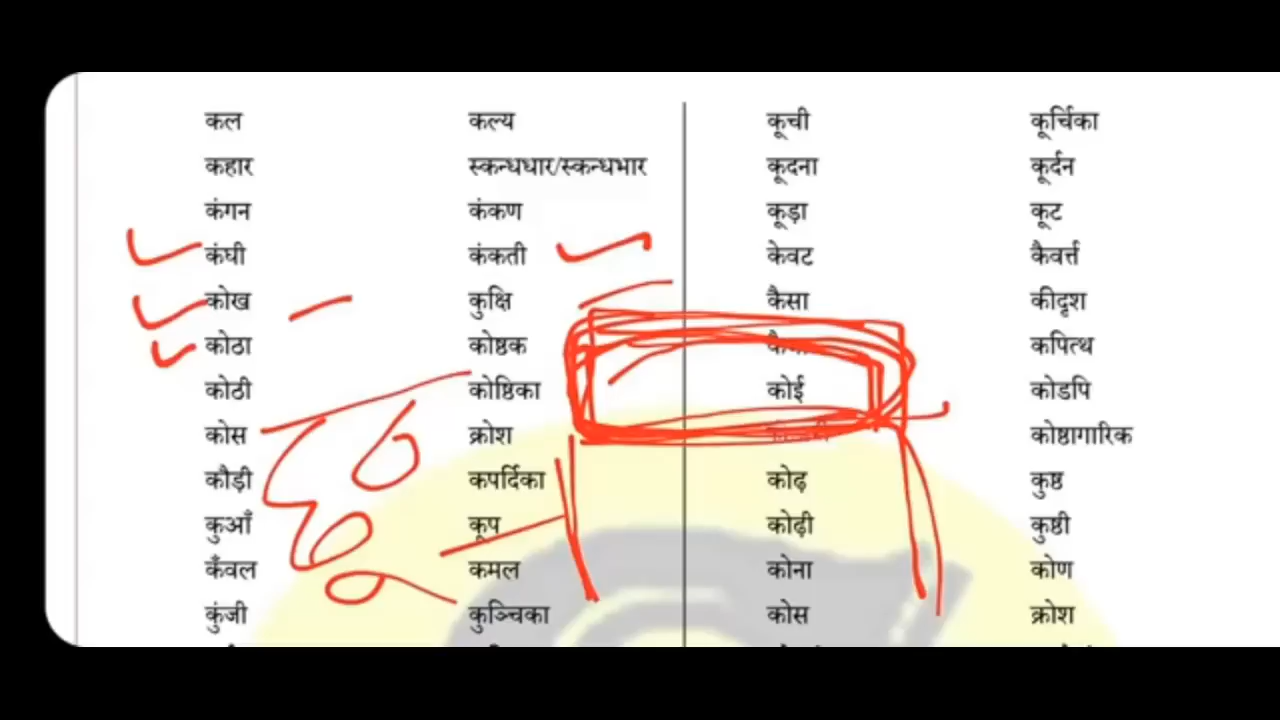 कल कल्य कूची कूर्चिका
कहार स्कन्धधार/स्कन्धभार कूदना कूर्दन
कंगन कंकण कूड़ा कूट
कंघी कंकती केवट कैवर्त्त
कोख कुक्षि कैसा कीदृश
कोठा कोष्ठक कपित्थ
कोठी कोष्ठिका कोई कोडपि
कोस क्रोश कोष्ठागारिक
कौड़ी कपर्दिका कोढ़ कुष्ठ
कुआँ कूप कोढ़ी कुष्ठी
कँवल कमल कोना कोण
कुंजी कुञ्चिका कोस क्रोश